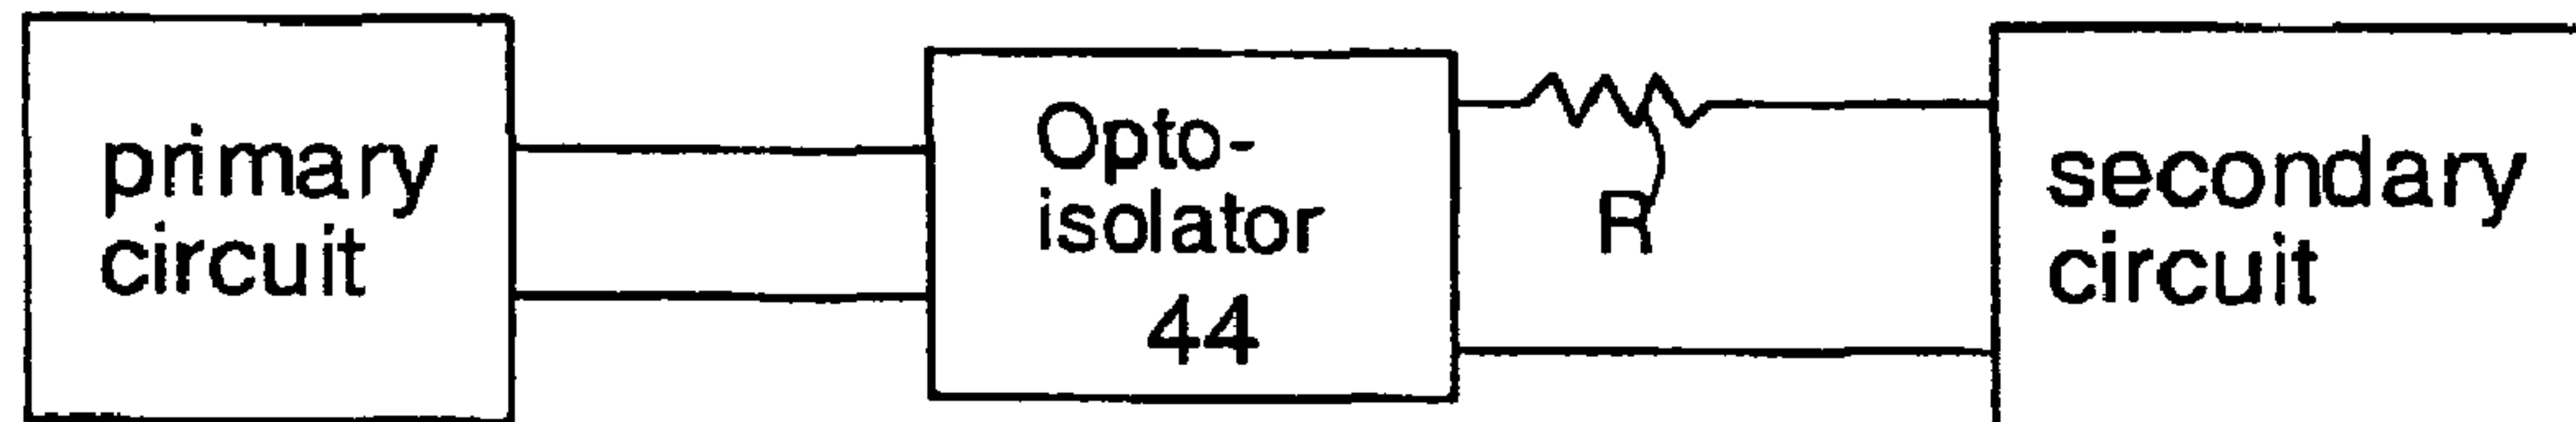 primary
circuit
Opto-
isolator
44
R
secondary
circuit